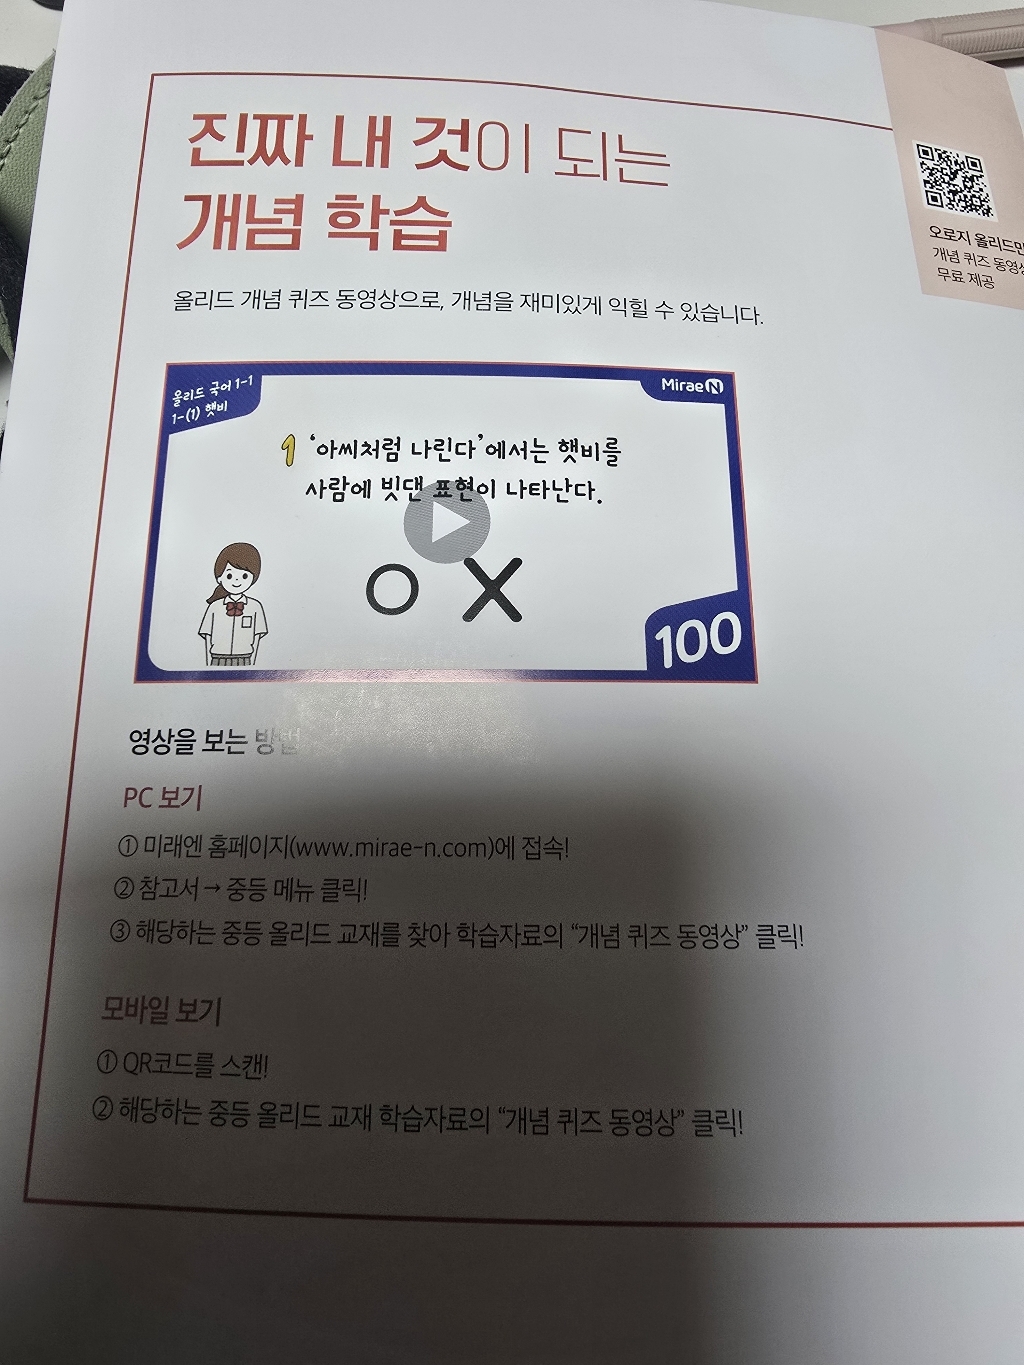 진짜 내 것이 되는
개념 학습
올리드 개념 퀴즈 동영상으로, 개념을 재미있게 익힐 수 있습니다.
오로지 올리드만
개념 퀴즈 동영상
무료 제공
올리드 국어 1-1
1-(1) 햇비
Mirae N
1 ‘아씨처럼 나린다’에서는 햇비를
사람에 빗댄 표현이 나타난다.
O X
100
영상을 보는 방법
PC 보기
① 미래엔 홈페이지(www.mirae-n.com)에 접속!
② 참고서 → 중등 메뉴 클릭!
③ 해당하는 중등 올리드 교재를 찾아 학습자료의 “개념 퀴즈 동영상” 클릭!
모바일 보기
① QR코드를 스캔!
② 해당하는 중등 올리드 교재 학습자료의 “개념 퀴즈 동영상” 클릭!